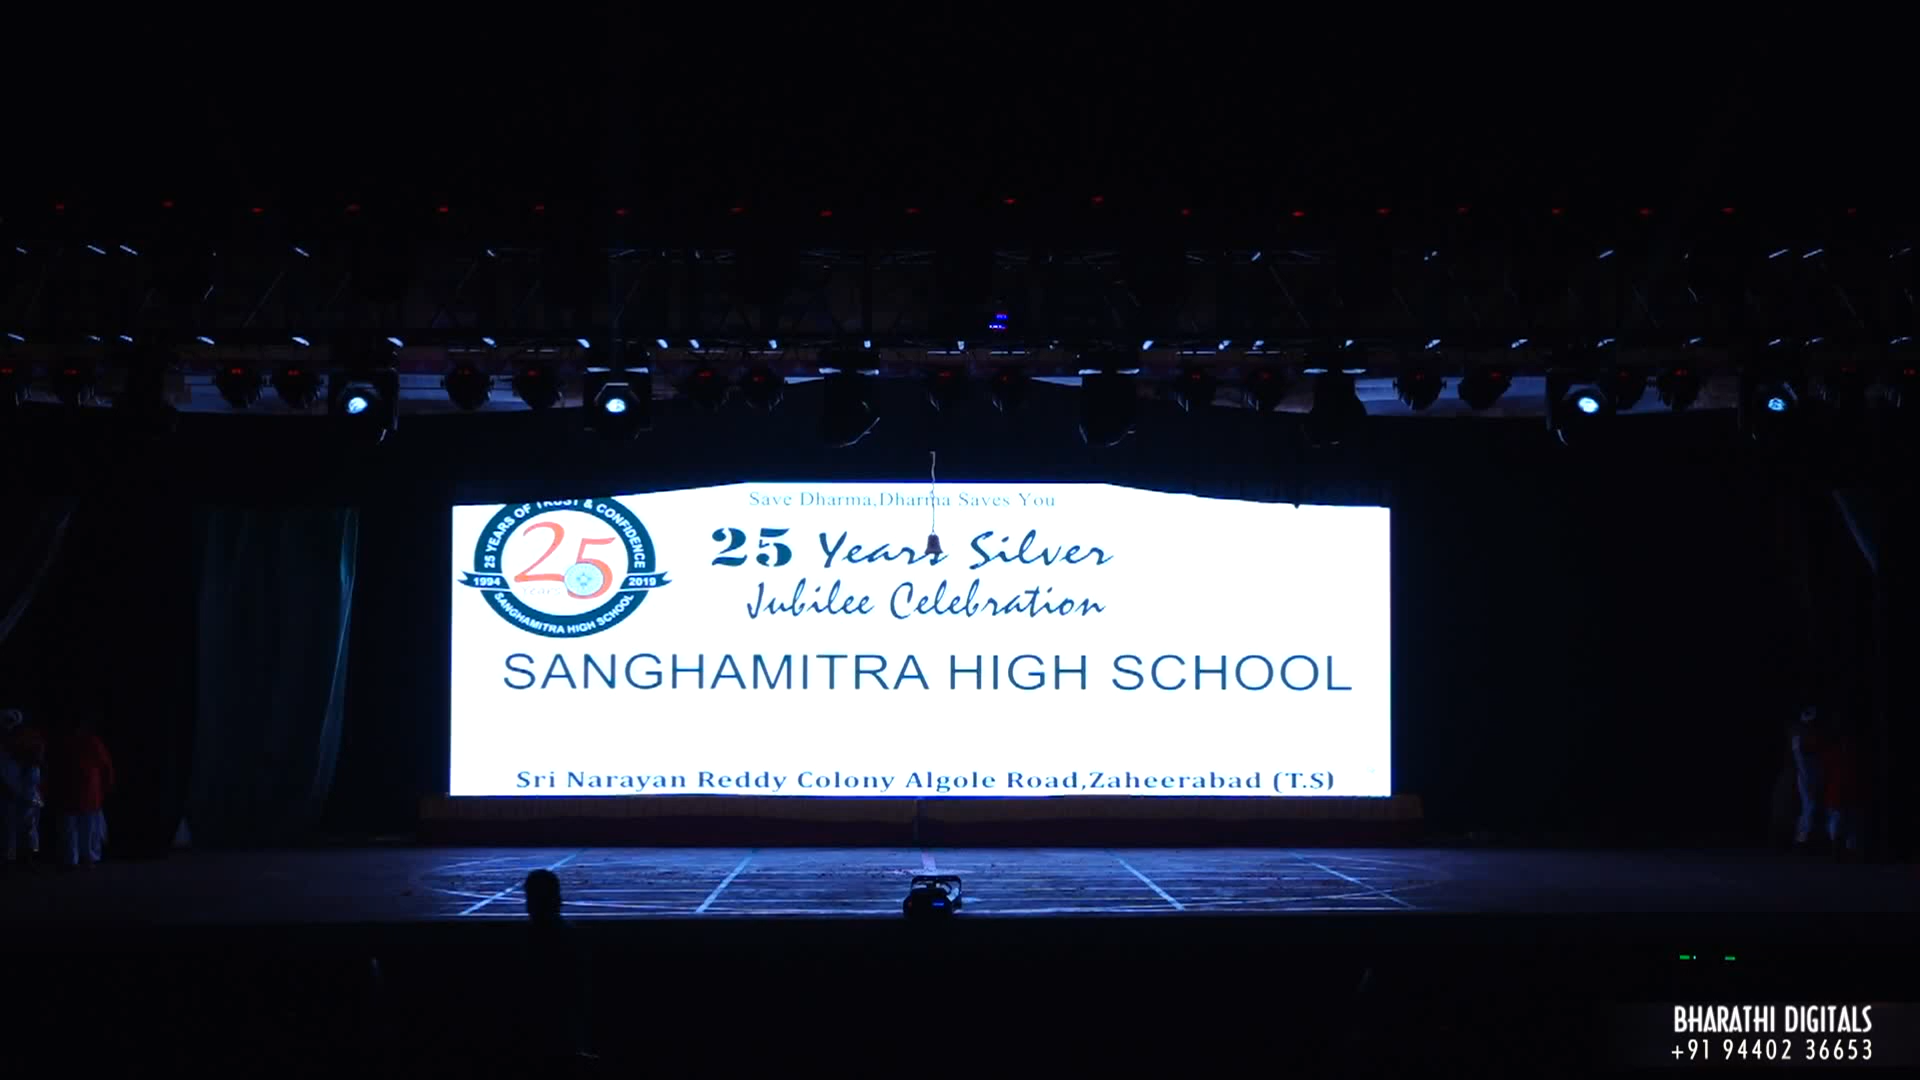 Save Dharma,Dharma Saves You
25 YEARS OF TRUST & CONFIDENCE
25
Years
1994
2019
SANGHAMITRA HIGH SCHOOL
25 Years Silver
Jubilee Celebration
SANGHAMITRA HIGH SCHOOL
Sri Narayan Reddy Colony Algole Road,Zaheerabad (T.S)
BHARATHI DIGITALS
+91 94402 36653